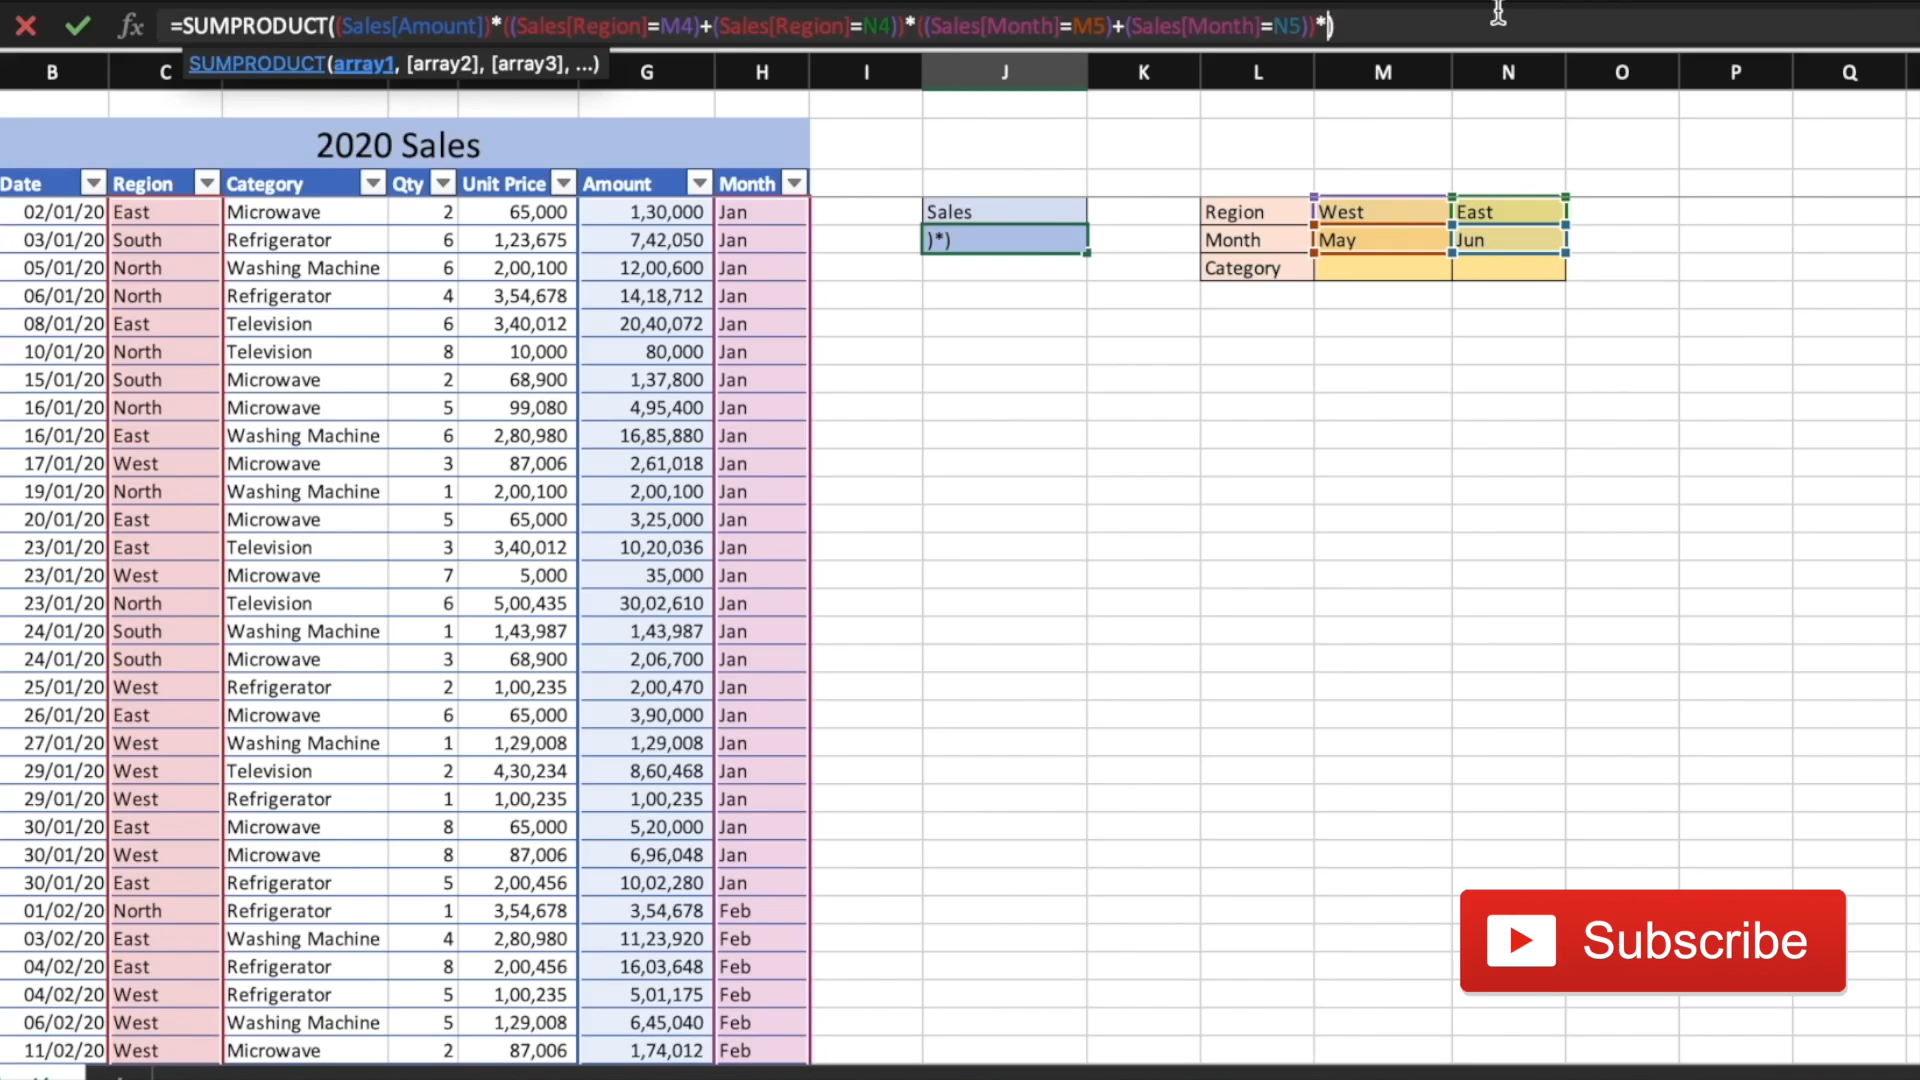 fx =SUMPRODUCT((Sales[Amount])*((Sales[Region]=M4)+(Sales[Region]=N4))*((Sales[Month]=M5)+(Sales[Month]=N5))*)
SUMPRODUCT(array1, [array2], [array3], ...)
B C G H I J K L M N O P Q
2020 Sales
Date Region Category Qty Unit Price Amount Month
02/01/20 East Microwave 2 65,000 1,30,000 Jan Sales Region West East
03/01/20 South Refrigerator 6 1,23,675 7,42,050 Jan )*) Month May Jun
05/01/20 North Washing Machine 6 2,00,100 12,00,600 Jan Category
06/01/20 North Refrigerator 4 3,54,678 14,18,712 Jan
08/01/20 East Television 6 3,40,012 20,40,072 Jan
10/01/20 North Television 8 10,000 80,000 Jan
15/01/20 South Microwave 2 68,900 1,37,800 Jan
16/01/20 North Microwave 5 99,080 4,95,400 Jan
16/01/20 East Washing Machine 6 2,80,980 16,85,880 Jan
17/01/20 West Microwave 3 87,006 2,61,018 Jan
19/01/20 North Washing Machine 1 2,00,100 2,00,100 Jan
20/01/20 East Microwave 5 65,000 3,25,000 Jan
23/01/20 East Television 3 3,40,012 10,20,036 Jan
23/01/20 West Microwave 7 5,000 35,000 Jan
23/01/20 North Television 6 5,00,435 30,02,610 Jan
24/01/20 South Washing Machine 1 1,43,987 1,43,987 Jan
24/01/20 South Microwave 3 68,900 2,06,700 Jan
25/01/20 West Refrigerator 2 1,00,235 2,00,470 Jan
26/01/20 East Microwave 6 65,000 3,90,000 Jan
27/01/20 West Washing Machine 1 1,29,008 1,29,008 Jan
29/01/20 West Television 2 4,30,234 8,60,468 Jan
29/01/20 West Refrigerator 1 1,00,235 1,00,235 Jan
30/01/20 East Microwave 8 65,000 5,20,000 Jan
30/01/20 West Microwave 8 87,006 6,96,048 Jan
30/01/20 East Refrigerator 5 2,00,456 10,02,280 Jan
01/02/20 North Refrigerator 1 3,54,678 3,54,678 Feb
03/02/20 East Washing Machine 4 2,80,980 11,23,920 Feb
04/02/20 East Refrigerator 8 2,00,456 16,03,648 Feb
04/02/20 West Refrigerator 5 1,00,235 5,01,175 Feb
06/02/20 West Washing Machine 5 1,29,008 6,45,040 Feb
11/02/20 West Microwave 2 87,006 1,74,012 Feb
Subscribe